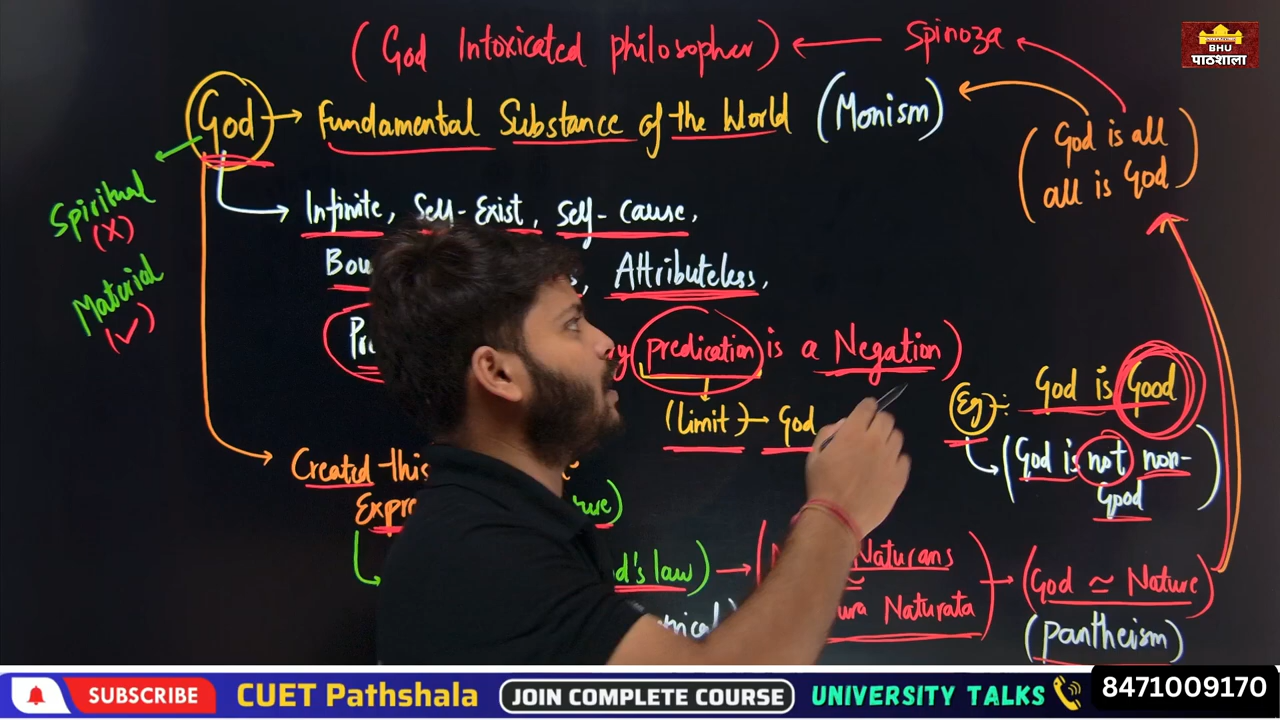 (God Intoxicated philosopher) ← Spinoza
BHU
पाठशाला
God → Fundamental Substance of the World (Monism)
(God is all
all is God)
Spiritual
(X)
Material
(✓)
Infinite, Self-Exist, Self-Cause,
Attributeless,
predication is a Negation)
(limit) → God
Eg:- God is Good
(God is not non-
Good)
Created this
God's law) → Naturans
≃
Naturata
→ (God ≃ Nature)
(pantheism)
SUBSCRIBE
CUET Pathshala
JOIN COMPLETE COURSE
UNIVERSITY TALKS
8471009170